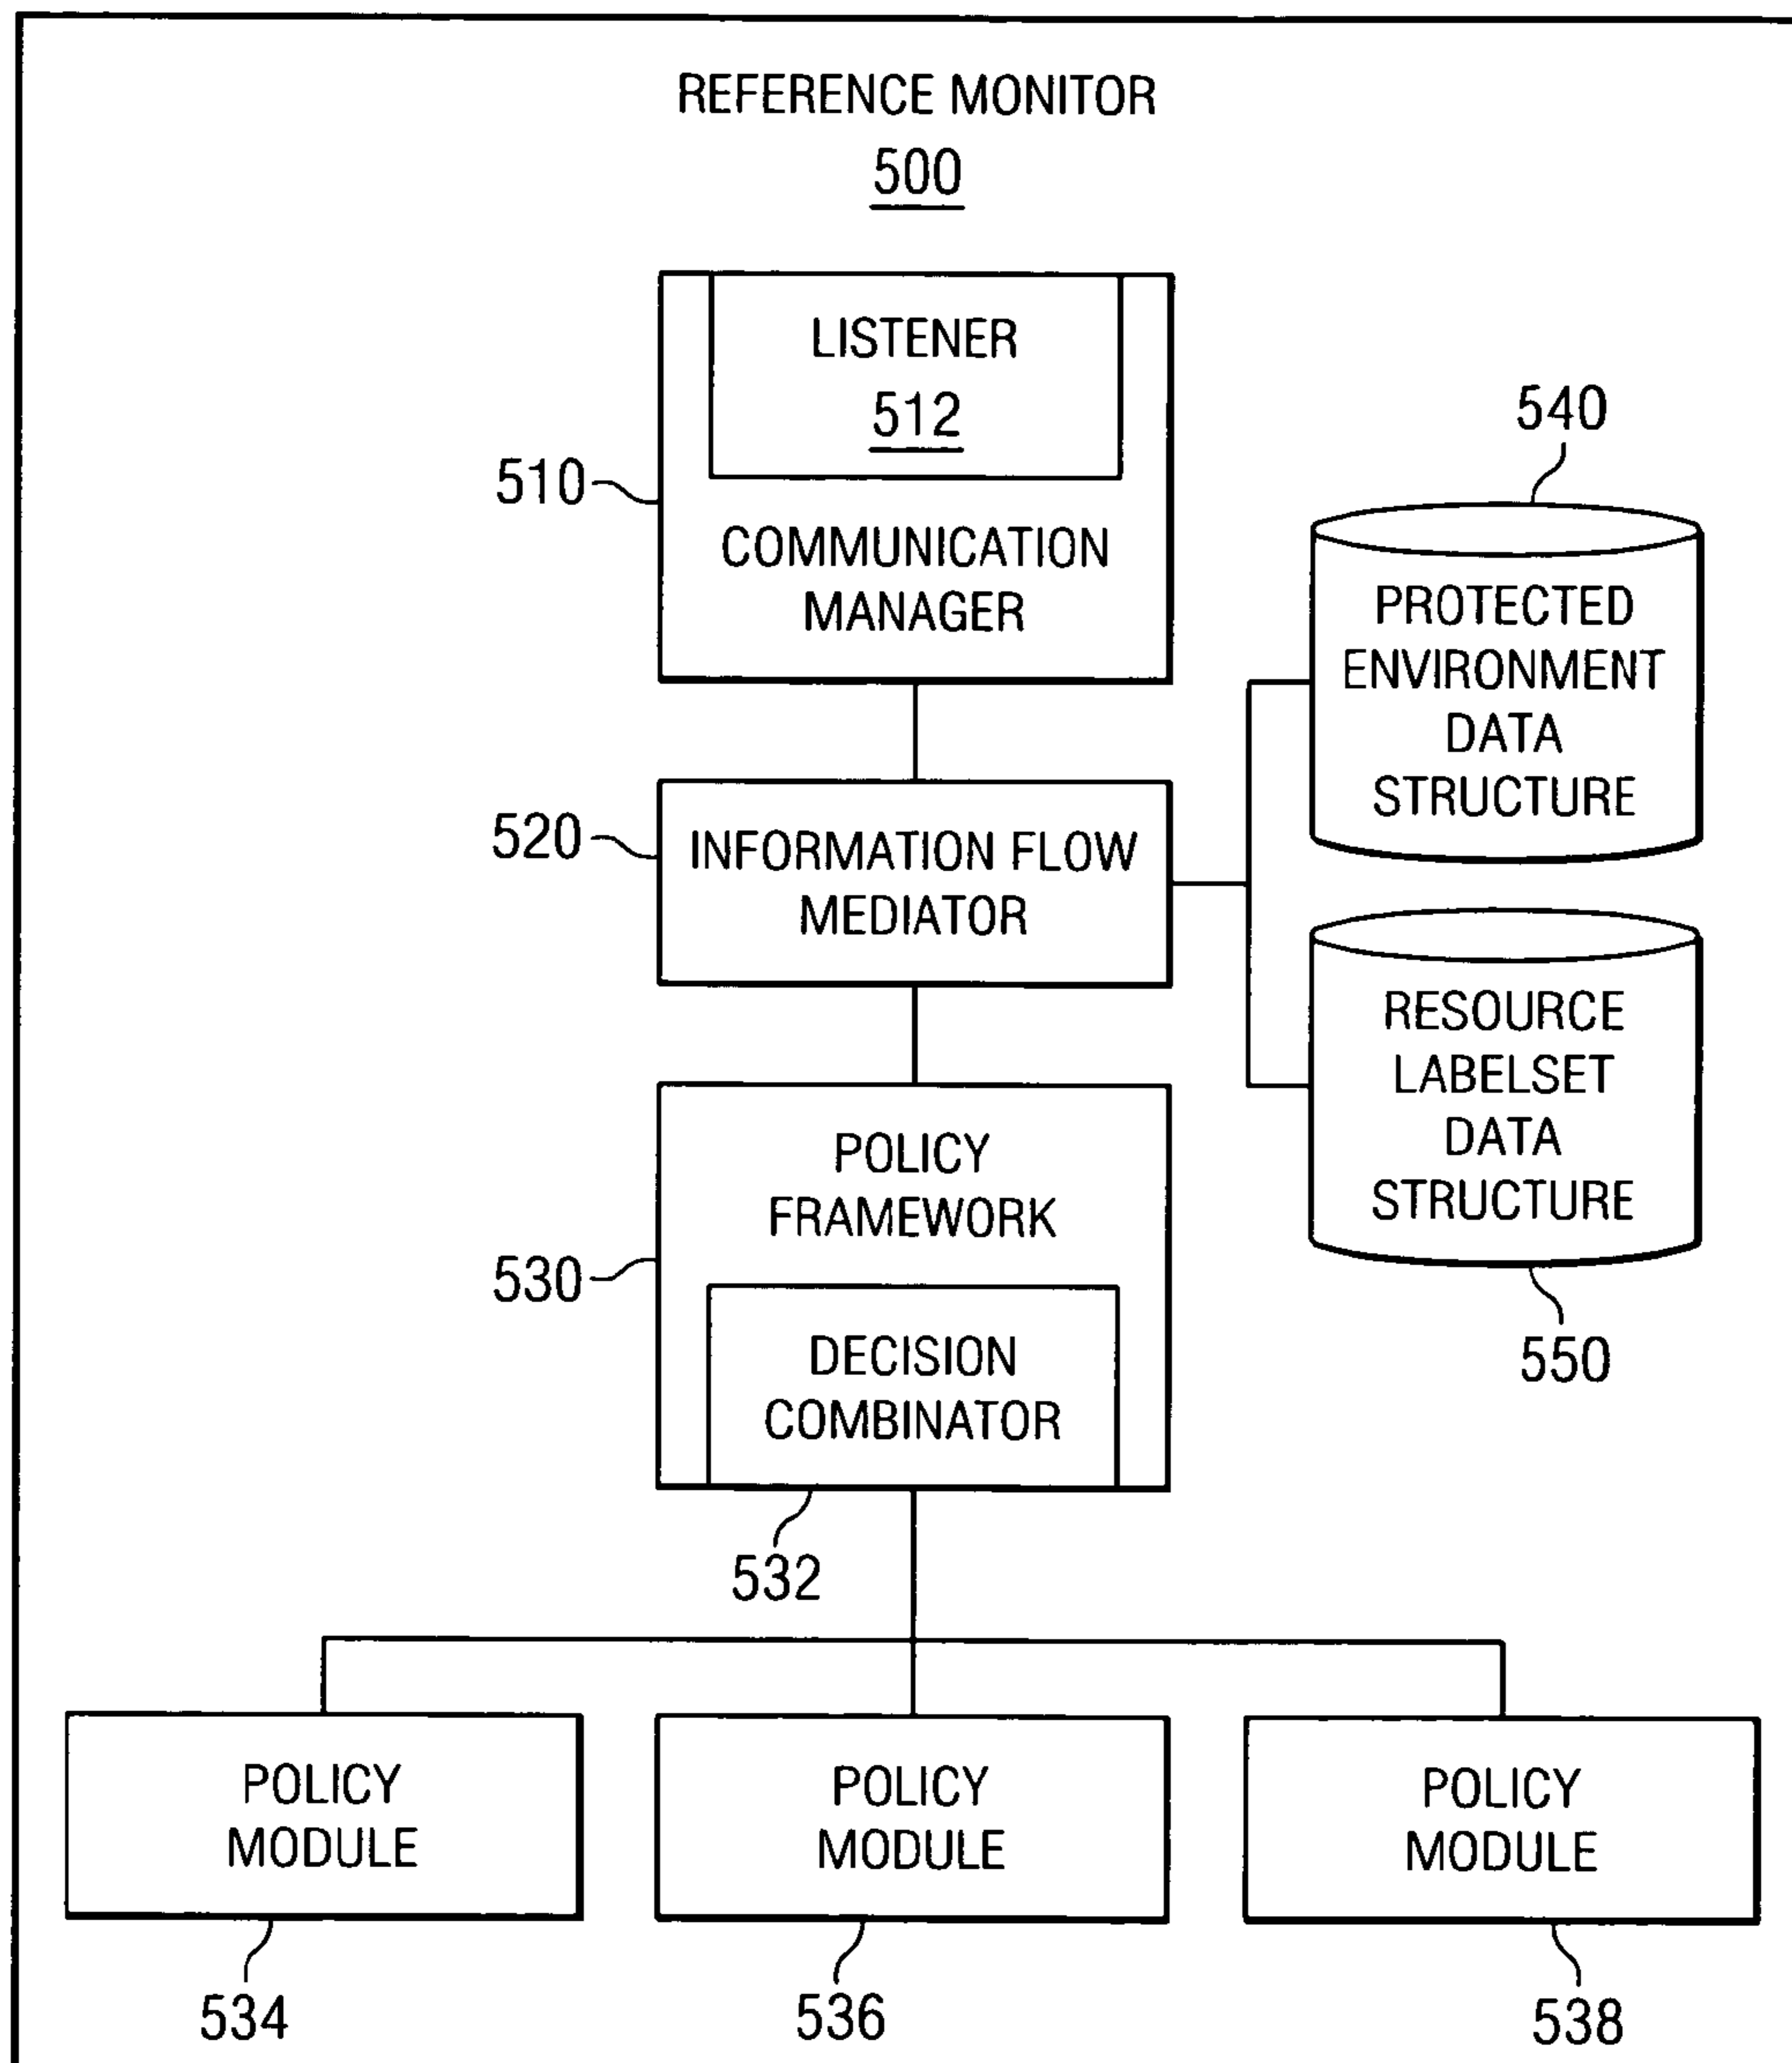 REFERENCE MONITOR
500
LISTENER
512
510
COMMUNICATION
MANAGER
540
PROTECTED
ENVIRONMENT
DATA
STRUCTURE
520
INFORMATION FLOW
MEDIATOR
RESOURCE
LABELSET
DATA
STRUCTURE
550
POLICY
FRAMEWORK
530
DECISION
COMBINATOR
532
POLICY
MODULE
534
POLICY
MODULE
536
POLICY
MODULE
538